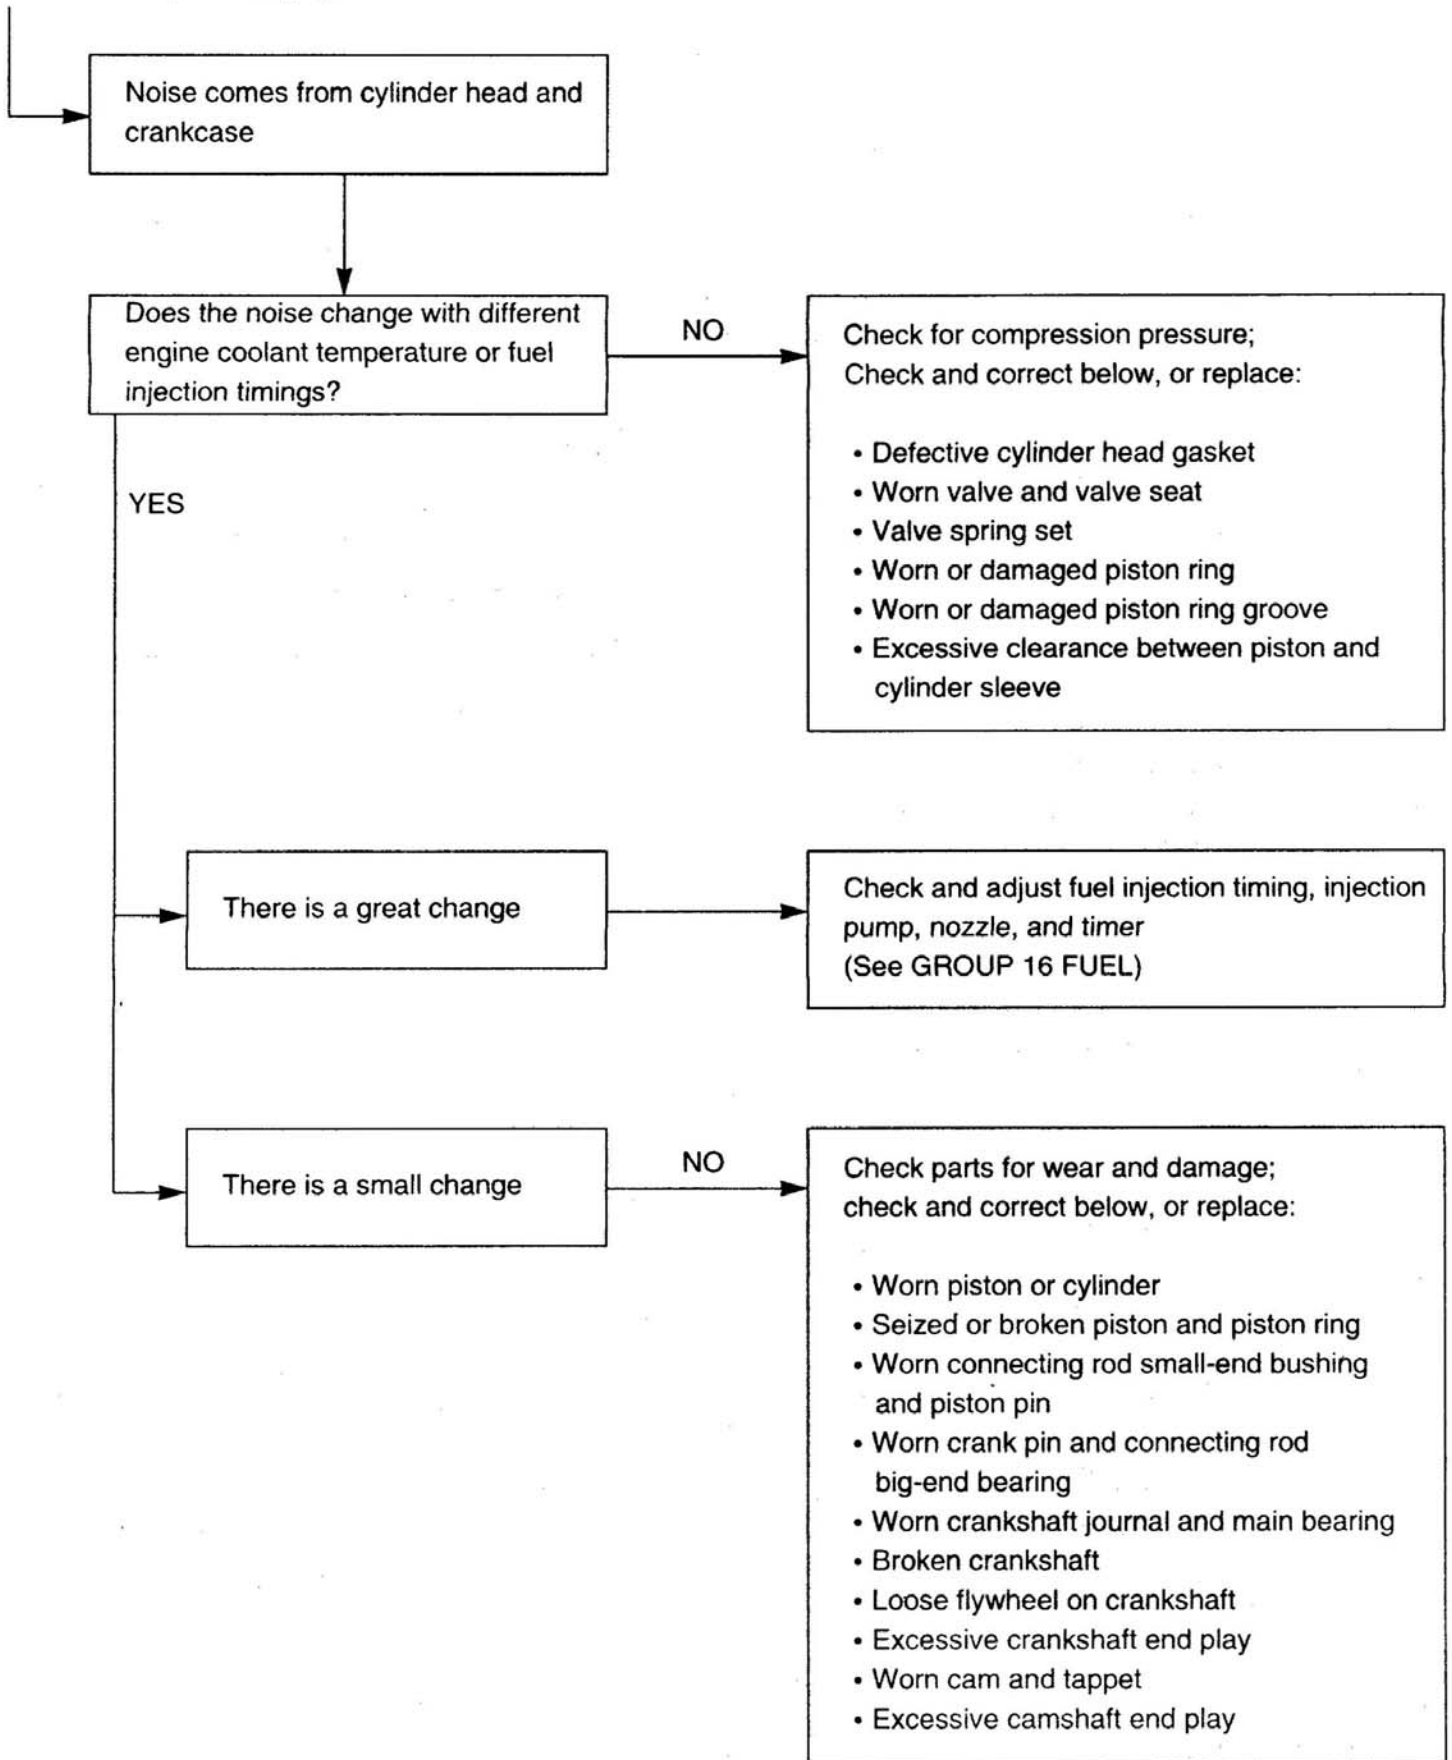 Noise comes from cylinder head and
crankcase
Does the noise change with different
engine coolant temperature or fuel
injection timings?
NO
Check for compression pressure;
Check and correct below, or replace:
• Defective cylinder head gasket
• Worn valve and valve seat
• Valve spring set
• Worn or damaged piston ring
• Worn or damaged piston ring groove
• Excessive clearance between piston and
cylinder sleeve
YES
There is a great change
Check and adjust fuel injection timing, injection
pump, nozzle, and timer
(See GROUP 16 FUEL)
There is a small change
NO
Check parts for wear and damage;
check and correct below, or replace:
• Worn piston or cylinder
• Seized or broken piston and piston ring
• Worn connecting rod small-end bushing
and piston pin
• Worn crank pin and connecting rod
big-end bearing
• Worn crankshaft journal and main bearing
• Broken crankshaft
• Loose flywheel on crankshaft
• Excessive crankshaft end play
• Worn cam and tappet
• Excessive camshaft end play